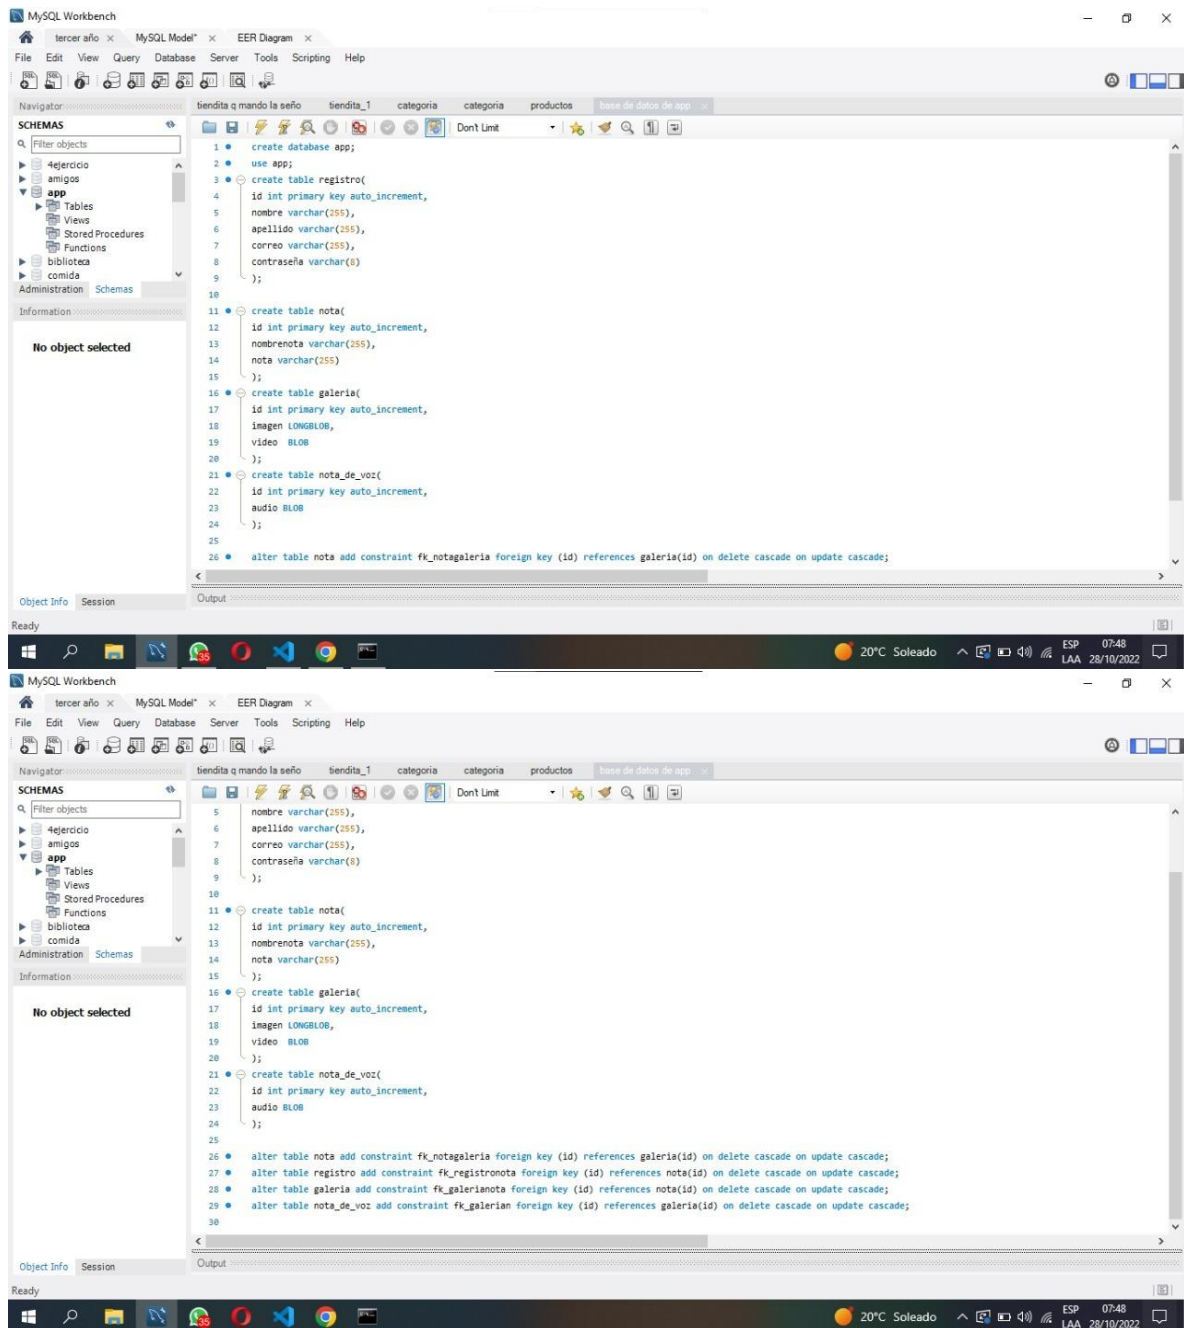 MySQL Workbench
tercer año × MySQL Model* × EER Diagram ×
File Edit View Query Database Server Tools Scripting Help
Navigator tiendita q mando la seño tiendita_1 categoria categoria productos base de datos de app ×
SCHEMAS Don't Limit
Filter objects
4ejercicio
amigos
app
Tables
Views
Stored Procedures
Functions
biblioteca
comida
Administration Schemas
Information
No object selected
1 create database app;
2 use app;
3 create table registro(
4 id int primary key auto_increment,
5 nombre varchar(255),
6 apellido varchar(255),
7 correo varchar(255),
8 contraseña varchar(8)
9 );
10
11 create table nota(
12 id int primary key auto_increment,
13 nombrenota varchar(255),
14 nota varchar(255)
15 );
16 create table galeria(
17 id int primary key auto_increment,
18 imagen LONGBLOB,
19 video BLOB
20 );
21 create table nota_de_voz(
22 id int primary key auto_increment,
23 audio BLOB
24 );
25
26 alter table nota add constraint fk_notagaleria foreign key (id) references galeria(id) on delete cascade on update cascade;
Object Info Session Output
Ready
35 20°C Soleado ESP LAA 07:48 28/10/2022
MySQL Workbench
tercer año × MySQL Model* × EER Diagram ×
File Edit View Query Database Server Tools Scripting Help
Navigator tiendita q mando la seño tiendita_1 categoria categoria productos base de datos de app ×
SCHEMAS Don't Limit
Filter objects
4ejercicio
amigos
app
Tables
Views
Stored Procedures
Functions
biblioteca
comida
Administration Schemas
Information
No object selected
5 nombre varchar(255),
6 apellido varchar(255),
7 correo varchar(255),
8 contraseña varchar(8)
9 );
10
11 create table nota(
12 id int primary key auto_increment,
13 nombrenota varchar(255),
14 nota varchar(255)
15 );
16 create table galeria(
17 id int primary key auto_increment,
18 imagen LONGBLOB,
19 video BLOB
20 );
21 create table nota_de_voz(
22 id int primary key auto_increment,
23 audio BLOB
24 );
25
26 alter table nota add constraint fk_notagaleria foreign key (id) references galeria(id) on delete cascade on update cascade;
27 alter table registro add constraint fk_registronota foreign key (id) references nota(id) on delete cascade on update cascade;
28 alter table galeria add constraint fk_galerianota foreign key (id) references nota(id) on delete cascade on update cascade;
29 alter table nota_de_voz add constraint fk_galerian foreign key (id) references galeria(id) on delete cascade on update cascade;
30
Object Info Session Output
Ready
35 20°C Soleado ESP LAA 07:48 28/10/2022